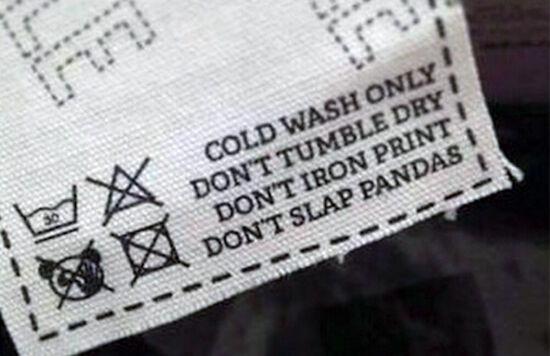 COLD WASH ONLY
DON'T TUMBLE DRY
DON'T IRON PRINT
DON'T SLAP PANDAS
30